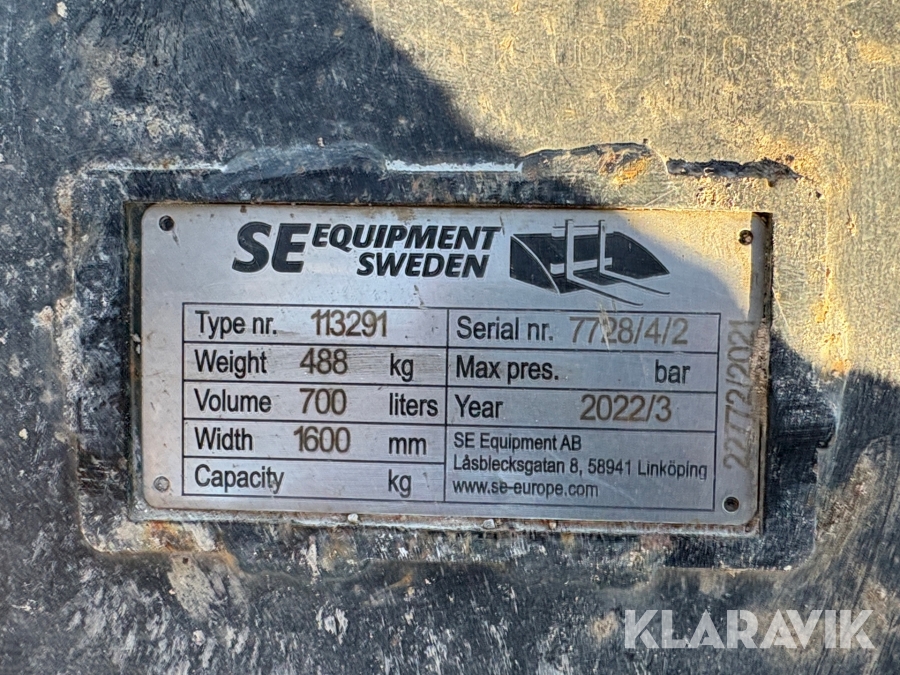 SE EQUIPMENT
SWEDEN
Type nr. 113291
Serial nr. 7728/4/2
Weight 488 kg
Max pres. bar
Volume 700 liters
Year 2022/3
Width 1600 mm
SE Equipment AB
Låsblecksgatan 8, 58941 Linköping
www.se-europe.com
Capacity kg
22772/2021
KLARAVIK